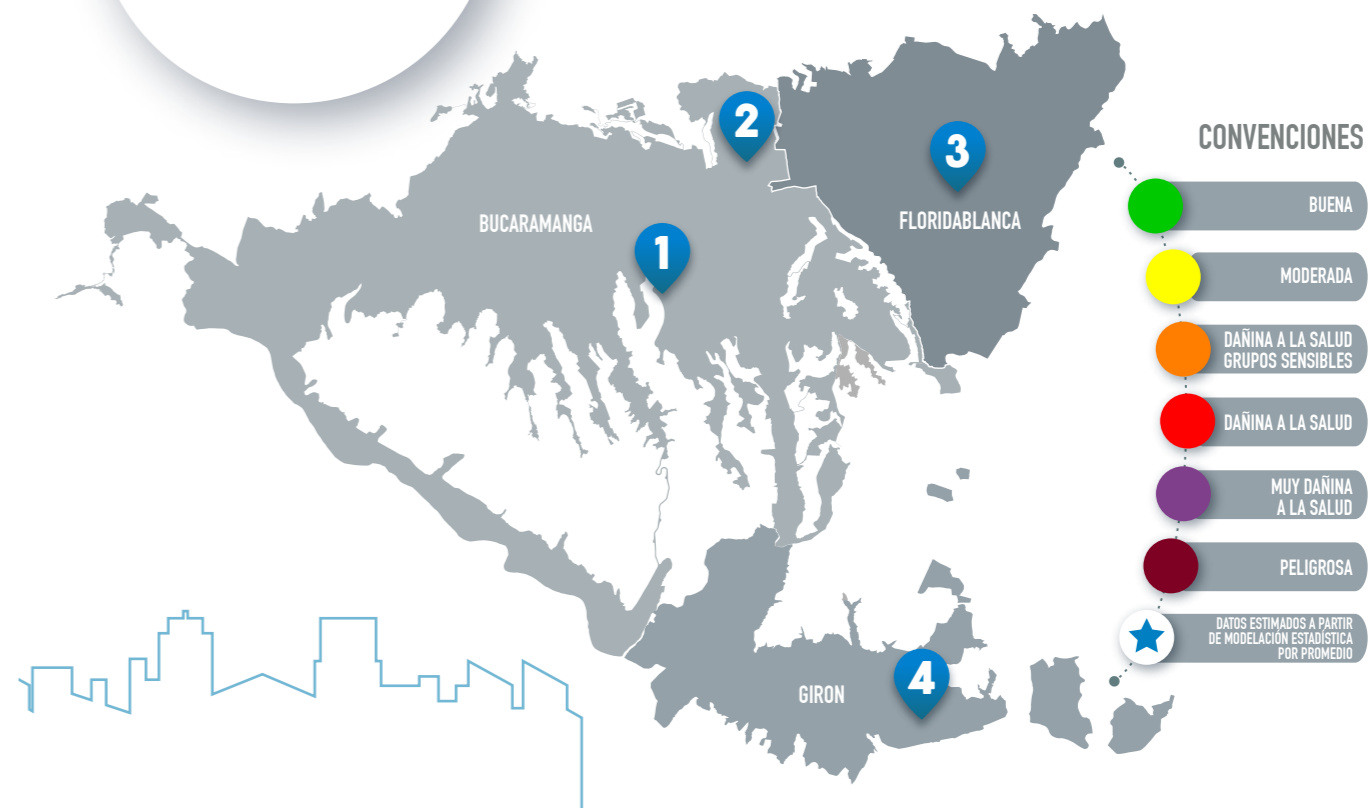 2
3
CONVENCIONES
BUENA
BUCARAMANGA
FLORIDABLANCA
1
MODERADA
DAÑINA A LA SALUD
GRUPOS SENSIBLES
DAÑINA A LA SALUD
MUY DAÑINA
A LA SALUD
PELIGROSA
DATOS ESTIMADOS A PARTIR
DE MODELACIÓN ESTADÍSTICA
POR PROMEDIO
GIRON
4